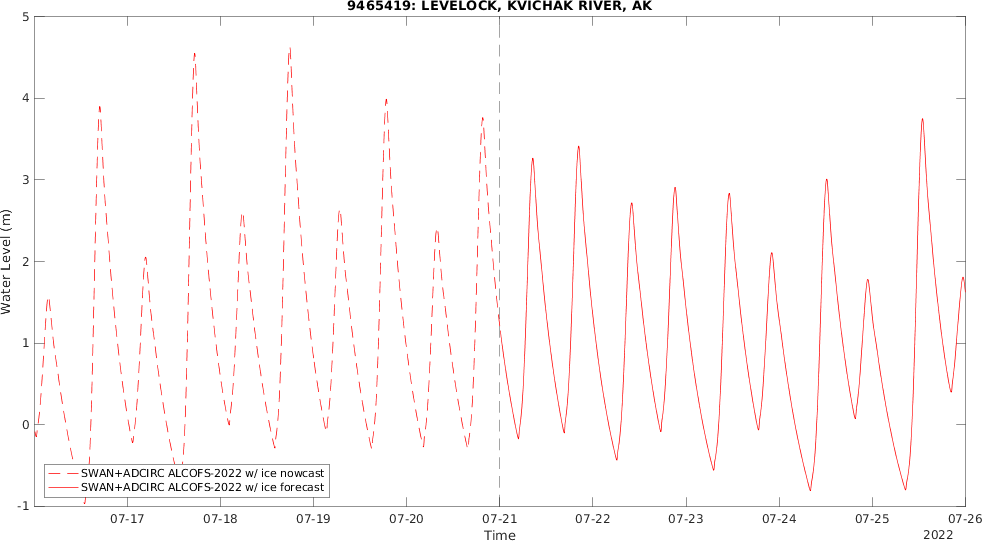 9465419: LEVELOCK, KVICHAK RIVER, AK
5
4
3
2
1
0
-1
Water Level (m)
SWAN+ADCIRC ALCOFS-2022 w/ ice nowcast
SWAN+ADCIRC ALCOFS-2022 w/ ice forecast
07-17 07-18 07-19 07-20 07-21 07-22 07-23 07-24 07-25 07-26
Time
2022